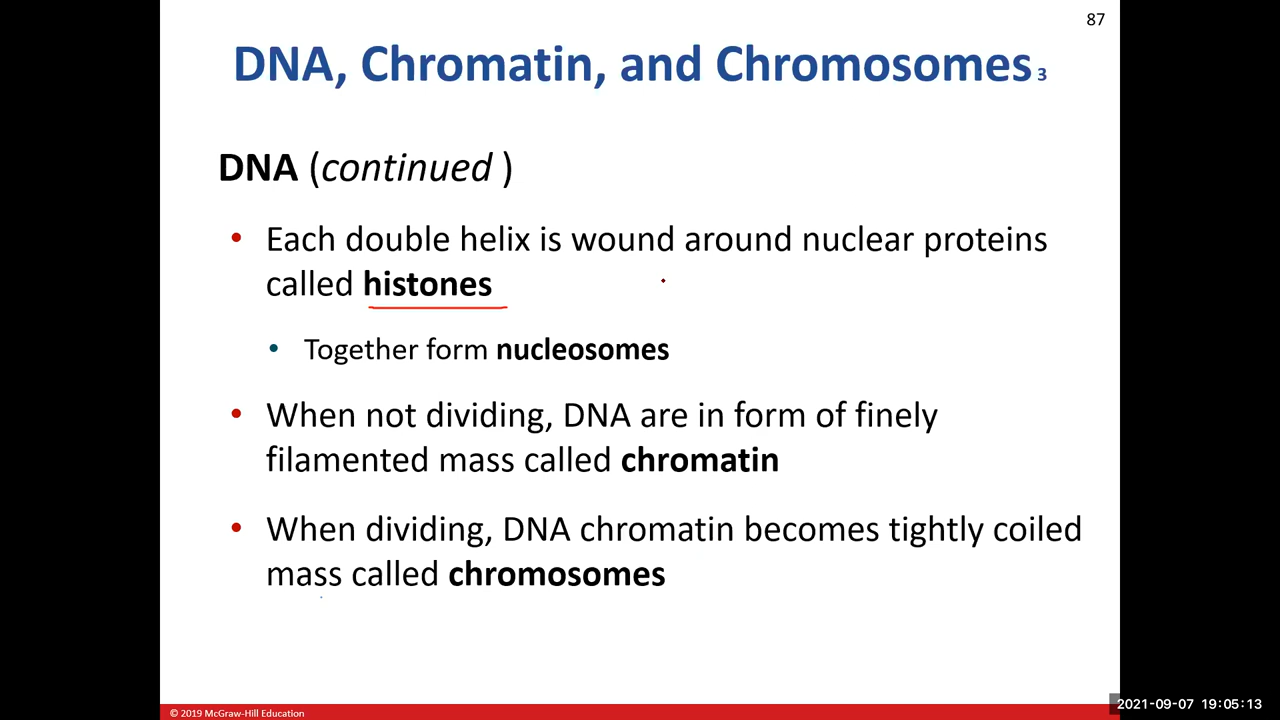 87
DNA, Chromatin, and Chromosomes 3
DNA (continued )
• Each double helix is wound around nuclear proteins
called histones
• Together form nucleosomes
• When not dividing, DNA are in form of finely
filamented mass called chromatin
• When dividing, DNA chromatin becomes tightly coiled
mass called chromosomes
© 2019 McGraw-Hill Education
2021-09-07 19:05:13